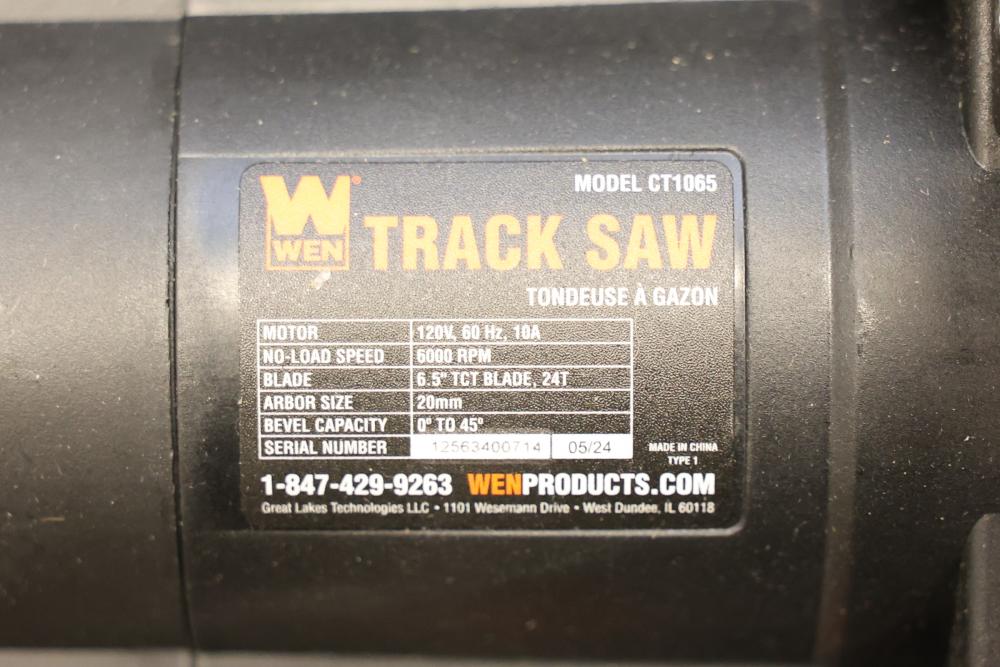 MODEL CT1065
W
WEN
TRACK SAW
TONDEUSE À GAZON
MOTOR 120V, 60 Hz, 10A
NO-LOAD SPEED 6000 RPM
BLADE 6.5" TCT BLADE, 24T
ARBOR SIZE 20mm
BEVEL CAPACITY 0° TO 45°
SERIAL NUMBER 12563400714 05/24
MADE IN CHINA
TYPE 1
1-847-429-9263 WENPRODUCTS.COM
Great Lakes Technologies LLC • 1101 Wesemann Drive • West Dundee, IL 60118